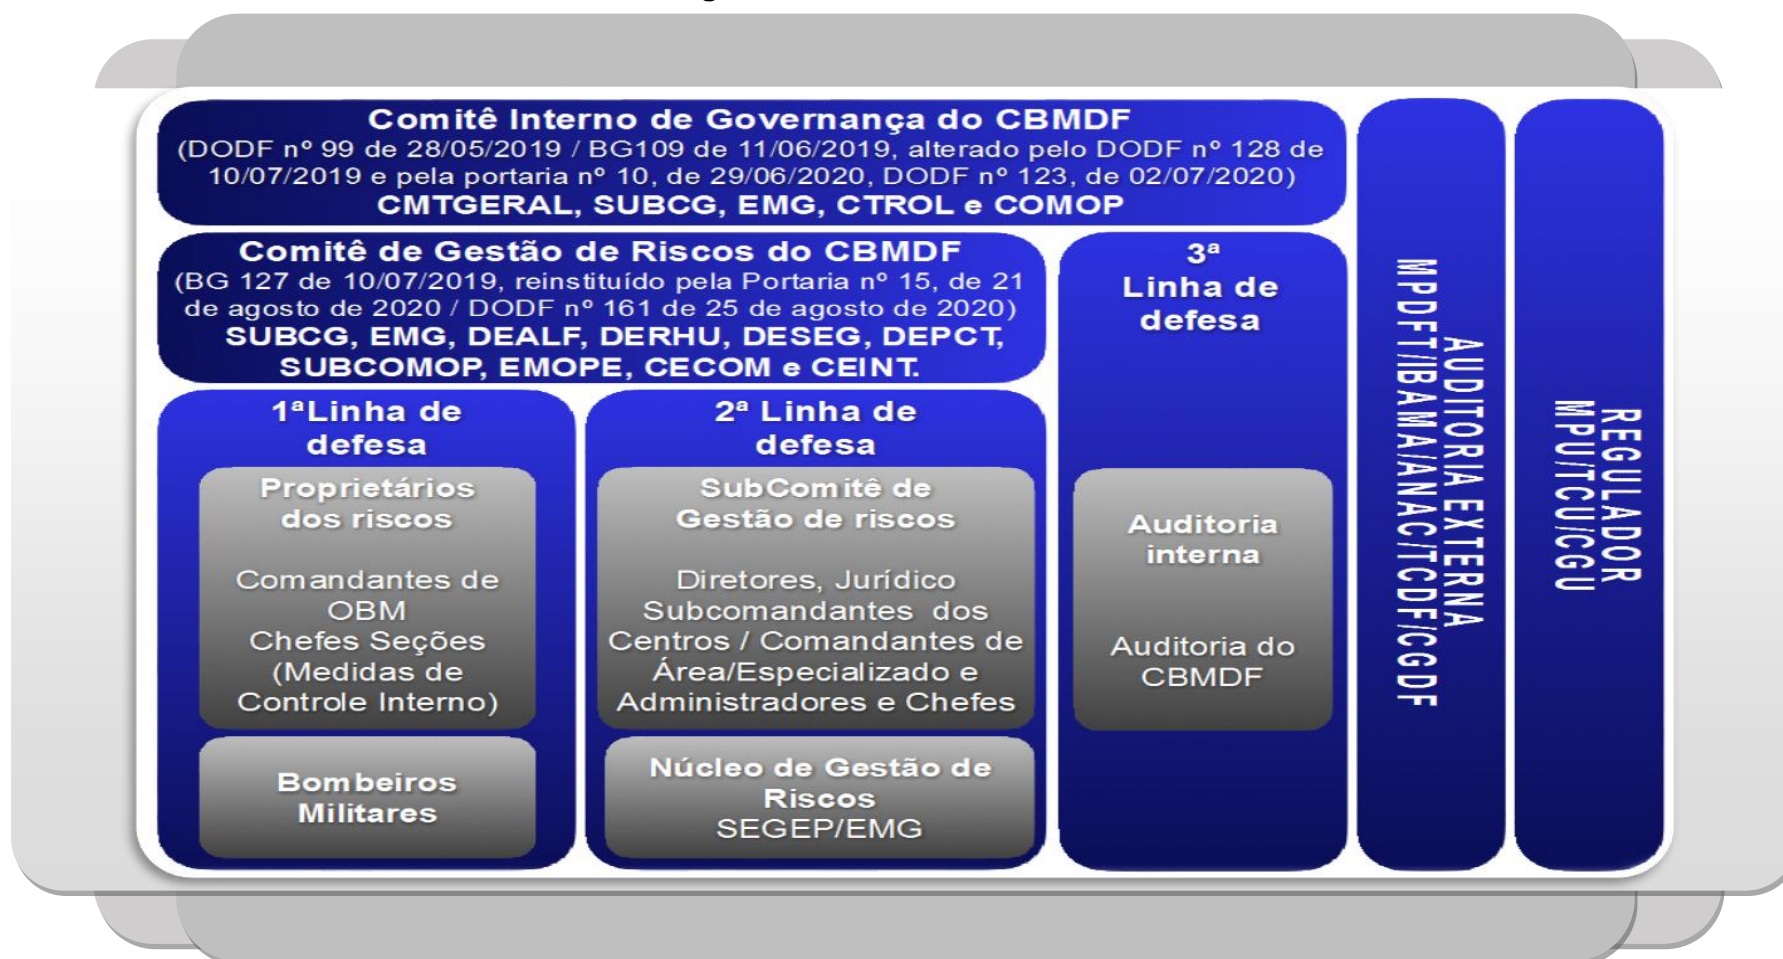 Comitê Interno de Governança do CBMDF
(DODF nº 99 de 28/05/2019 / BG109 de 11/06/2019, alterado pelo DODF nº 128 de
10/07/2019 e pela portaria nº 10, de 29/06/2020, DODF nº 123, de 02/07/2020)
CMTGERAL, SUBCG, EMG, CTROL e COMOP
Comitê de Gestão de Riscos do CBMDF
(BG 127 de 10/07/2019, reinstituído pela Portaria nº 15, de 21
de agosto de 2020 / DODF nº 161 de 25 de agosto de 2020)
SUBCG, EMG, DEALF, DERHU, DESEG, DEPCT,
SUBCOMOP, EMOPE, CECOM e CEINT.
1ªLinha de
defesa
Proprietários
dos riscos
Comandantes de
OBM
Chefes Seções
(Medidas de
Controle Interno)
Bombeiros
Militares
2ª Linha de
defesa
SubComitê de
Gestão de riscos
Diretores, Jurídico
Subcomandantes dos
Centros / Comandantes de
Área/Especializado e
Administradores e Chefes
Núcleo de Gestão de
Riscos
SEGEP/EMG
3ª
Linha de
defesa
Auditoria
interna
Auditoria do
CBMDF
AUDITORIA EXTERNA
MPDFT/IBAMA/ANAC/TCDF/CGDF
REGULADOR
MPU/TCU/CGU